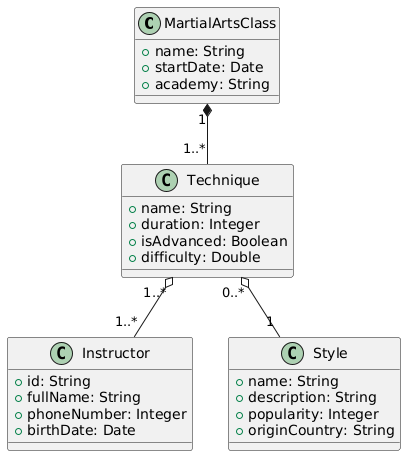 C MartialArtsClass
name: String
startDate: Date
academy: String
1
1..*
C Technique
name: String
duration: Integer
isAdvanced: Boolean
difficulty: Double
1..* 0..*
1..* 1
C Instructor
id: String
fullName: String
phoneNumber: Integer
birthDate: Date
C Style
name: String
description: String
popularity: Integer
originCountry: String